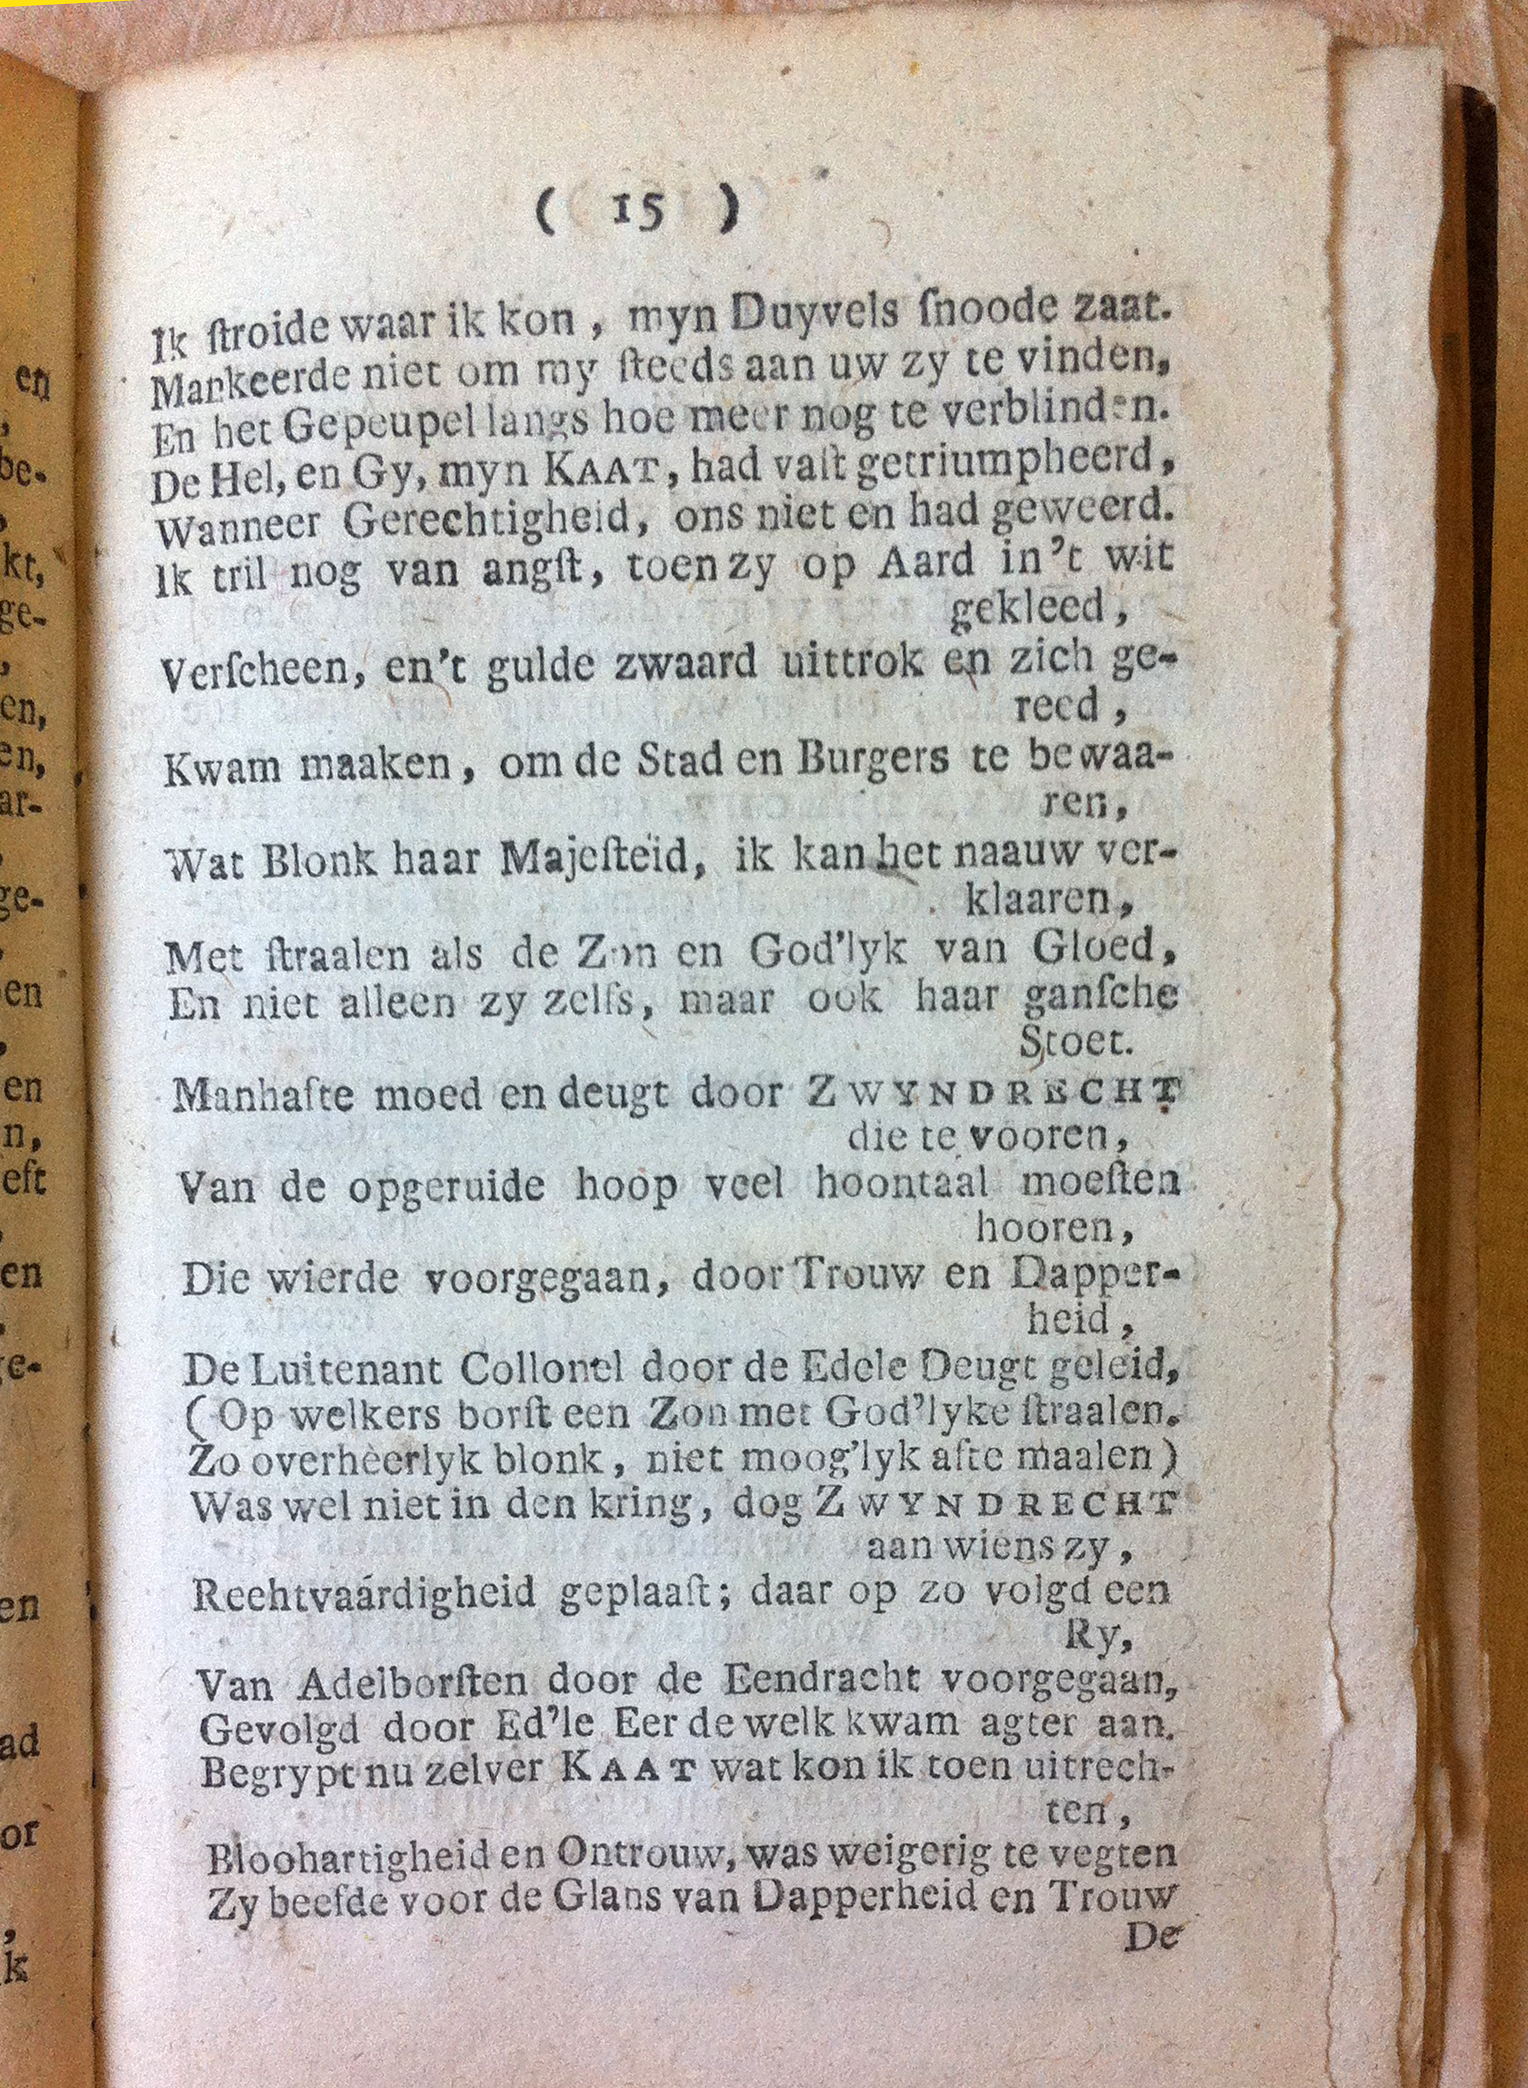 ( 15 )
Ik ſtroide waar ik kon, myn Duyvels ſnoode zaat.
Mankeerde niet om my ſteeds aan uw zy te vinden,
En het Gepeupel langs hoe meer nog te verblinden.
De Hel, en Gy, myn KAAT, had vaſt getriumpheerd,
Wanneer Gerechtigheid, ons niet en had geweerd.
Ik tril nog van angſt, toen zy op Aard in't wit
gekleed,
Verſcheen, en't gulde zwaard uittrok en zich ge-
reed,
Kwam maaken, om de Stad en Burgers te bewaa-
ren,
Wat Blonk haar Majeſteid, ik kan het naauw ver-
klaaren,
Met ſtraalen als de Zon en God'lyk van Gloed,
En niet alleen zy zelfs, maar ook haar ganſche
Stoet.
Manhafte moed en deugt door ZWYNDRECHT
die te vooren,
Van de opgeruide hoop veel hoontaal moeſten
hooren,
Die wierde voorgegaan, door Trouw en Dapper-
heid,
De Luitenant Collonel door de Edele Deugt geleid,
(Op welkers borſt een Zon met God'lyke ſtraalen.
Zo overheerlyk blonk, niet moog'lyk afte maalen)
Was wel niet in den kring, dog ZWYNDRECHT
aan wiens zy,
Reehtvaárdigheid geplaaſt; daar op zo volgd een
Ry,
Van Adelborſten door de Eendracht voorgegaan,
Gevolgd door Ed'le Eer de welk kwam agter aan.
Begrypt nu zelver KAAT wat kon ik toen uitrech-
ten,
Bloohartigheid en Ontrouw, was weigerig te vegten
Zy beefde voor de Glans van Dapperheid en Trouw
De